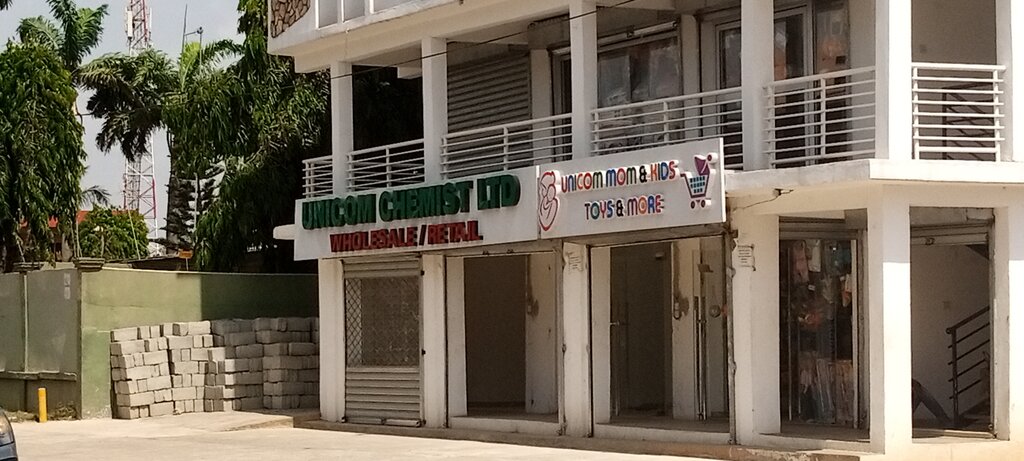 UNICOM CHEMIST LTD
WHOLESALE / RETAIL
UNICOM MOM & KIDS
TOYS & MORE